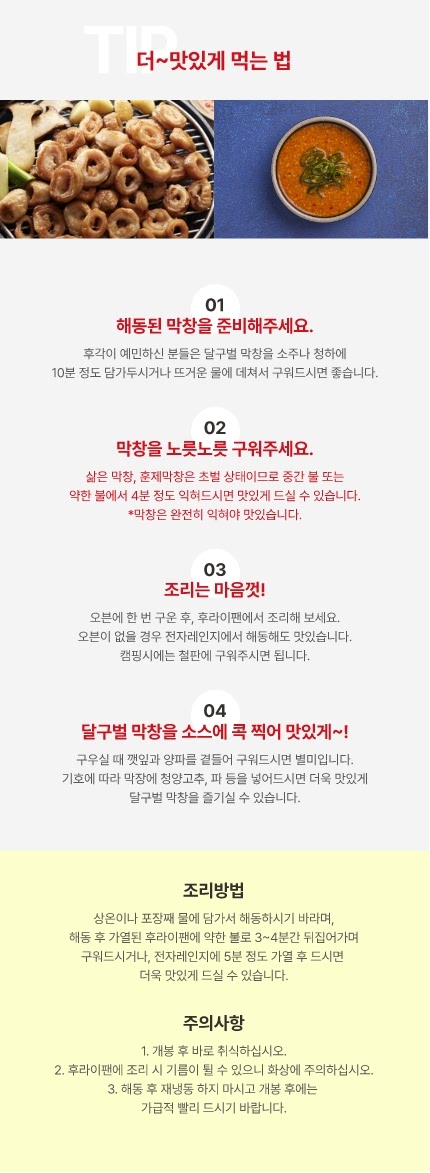 TIP
더~맛있게 먹는 법
01
해동된 막창을 준비해주세요.
후각이 예민하신 분들은 달구벌 막창을 소주나 청하에
10분 정도 담가두시거나 뜨거운 물에 데쳐서 구워드시면 좋습니다.
02
막창을 노릇노릇 구워주세요.
삶은 막창, 훈제막창은 초벌 상태이므로 중간 불 또는
약한 불에서 4분 정도 익혀드시면 맛있게 드실 수 있습니다.
*막창은 완전히 익혀야 맛있습니다.
03
조리는 마음껏!
오븐에 한 번 구운 후, 후라이팬에서 조리해 보세요.
오븐이 없을 경우 전자레인지에서 해동해도 맛있습니다.
캠핑시에는 철판에 구워주시면 됩니다.
04
달구벌 막창을 소스에 콕 찍어 맛있게~!
구우실 때 깻잎과 양파를 곁들어 구워드시면 별미입니다.
기호에 따라 막장에 청양고추, 파 등을 넣어드시면 더욱 맛있게
달구벌 막창을 즐기실 수 있습니다.
조리방법
상온이나 포장째 물에 담가서 해동하시기 바라며,
해동 후 가열된 후라이팬에 약한 불로 3~4분간 뒤집어가며
구워드시거나, 전자레인지에 5분 정도 가열 후 드시면
더욱 맛있게 드실 수 있습니다.
주의사항
1. 개봉 후 바로 취식하십시오.
2. 후라이팬에 조리 시 기름이 튈 수 있으니 화상에 주의하십시오.
3. 해동 후 재냉동 하지 마시고 개봉 후에는
가급적 빨리 드시기 바랍니다.